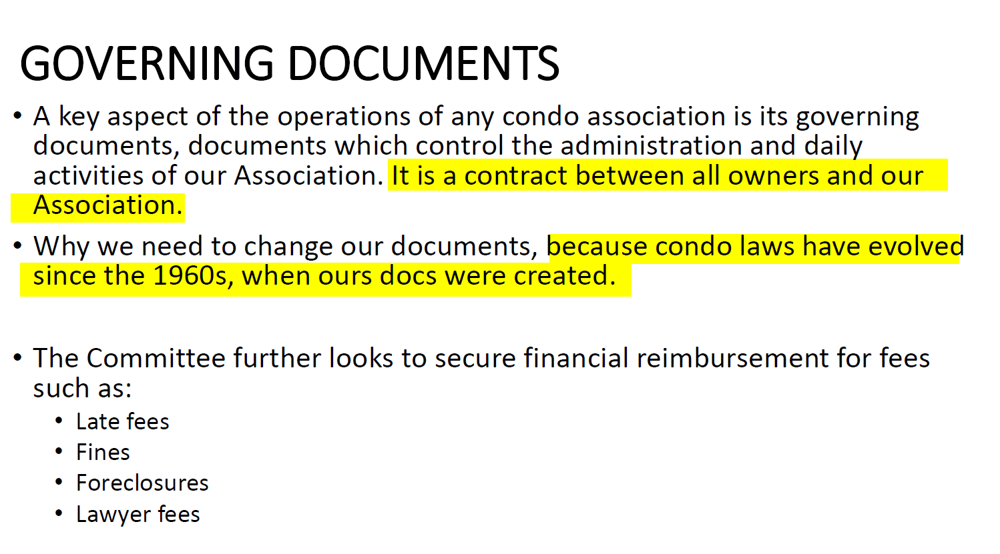 GOVERNING DOCUMENTS
• A key aspect of the operations of any condo association is its governing
documents, documents which control the administration and daily
activities of our Association. It is a contract between all owners and our
Association.
• Why we need to change our documents, because condo laws have evolved
since the 1960s, when ours docs were created.
• The Committee further looks to secure financial reimbursement for fees
such as:
• Late fees
• Fines
• Foreclosures
• Lawyer fees